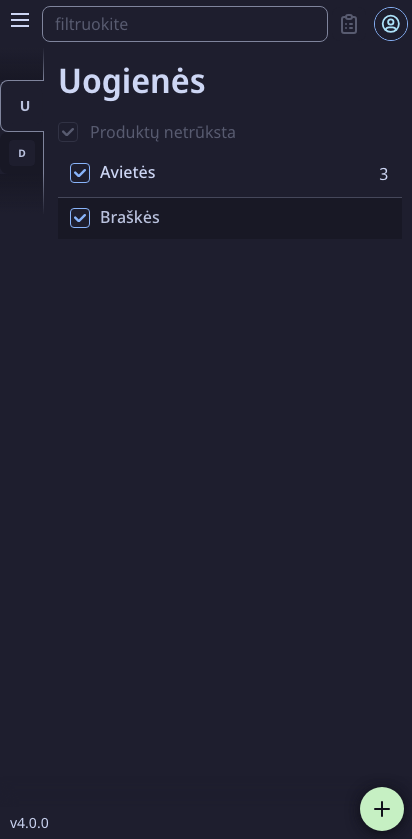 filtruokite
Uogienės
U
Produktų netrūksta
D
Avietės 3
Braškės
v4.0.0